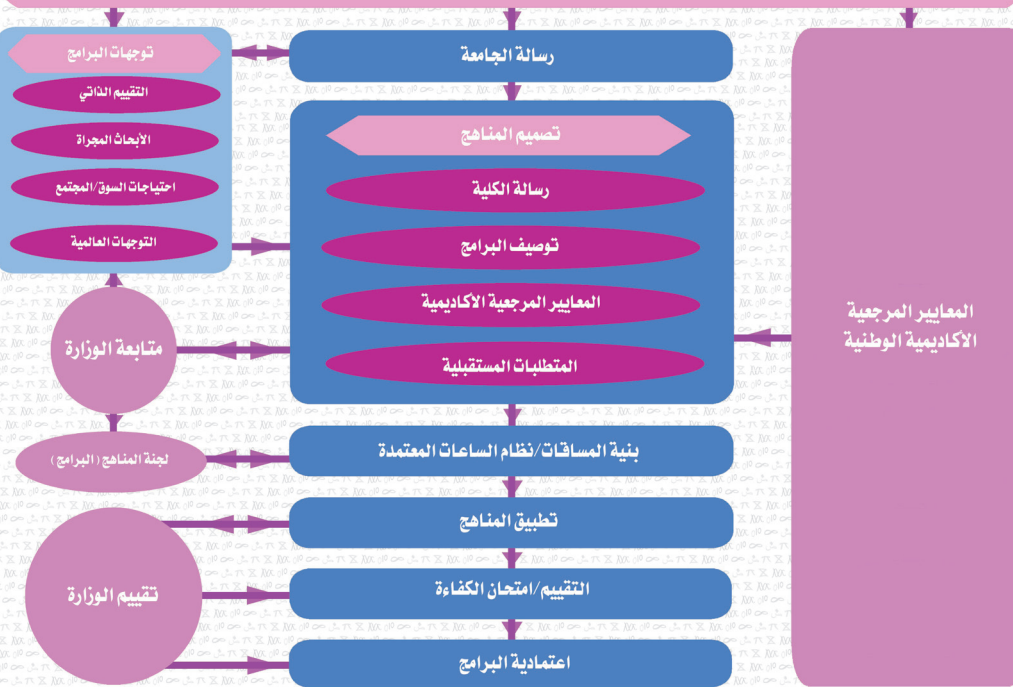 توجهات البرامج
التقييم الذاتي
الأبحاث المجراة
احتياجات السوق/المجتمع
التوجهات العالمية
رسالة الجامعة
تصميم المناهج
رسالة الكلية
توصيف البرامج
المعايير المرجعية الأكاديمية
المتطلبات المستقبلية
المعايير المرجعية
الأكاديمية الوطنية
متابعة الوزارة
لجنة المناهج ( البرامج )
بنية المساقات/نظام الساعات المعتمدة
تطبيق المناهج
تقييم الوزارة
التقييم/امتحان الكفاءة
اعتمادية البرامج